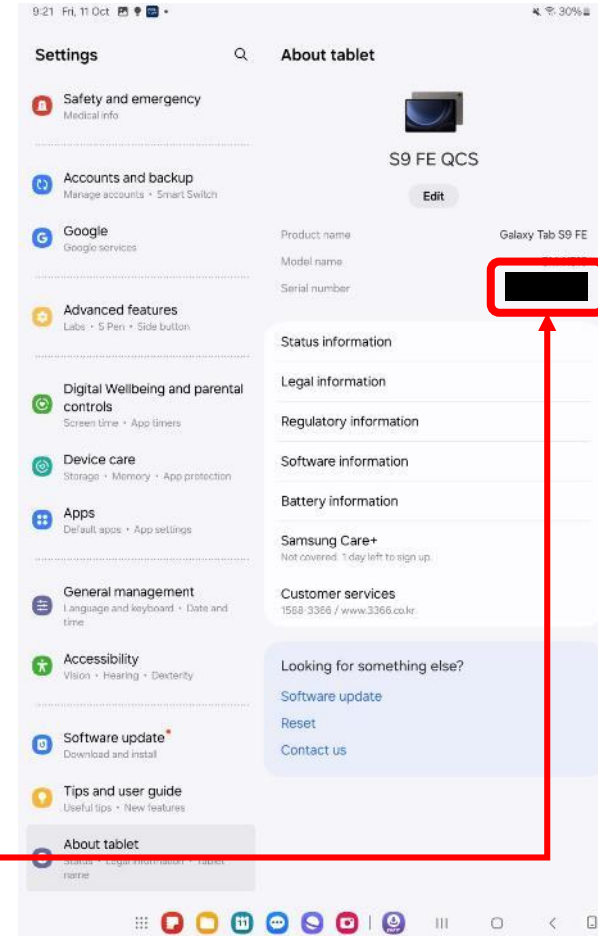 9:21 Fri, 11 Oct
30%
Settings
Safety and emergency
Medical info
Accounts and backup
Manage accounts • Smart Switch
Google
Google services
Advanced features
Labs • S Pen • Side button
Digital Wellbeing and parental
controls
Screen time • App timers
Device care
Storage • Memory • App protection
Apps
Default apps • App settings
General management
Language and keyboard • Date and
time
Accessibility
Vision • Hearing • Dexterity
Software update
Download and install
Tips and user guide
Useful tips • New features
About tablet
Status • Legal information • Tablet
name
About tablet
S9 FE QCS
Edit
Product name Galaxy Tab S9 FE
Model name
Serial number
Status information
Legal information
Regulatory information
Software information
Battery information
Samsung Care+
Not covered. 1 day left to sign up.
Customer services
1588-3366 / www.3366.co.kr
Looking for something else?
Software update
Reset
Contact us
11